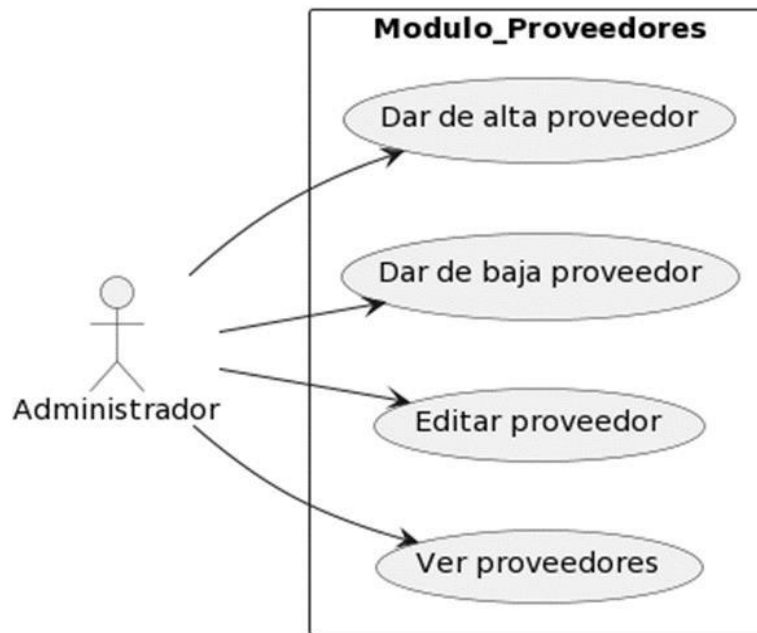 Modulo_Proveedores
Dar de alta proveedor
Dar de baja proveedor
Editar proveedor
Administrador
Ver proveedores